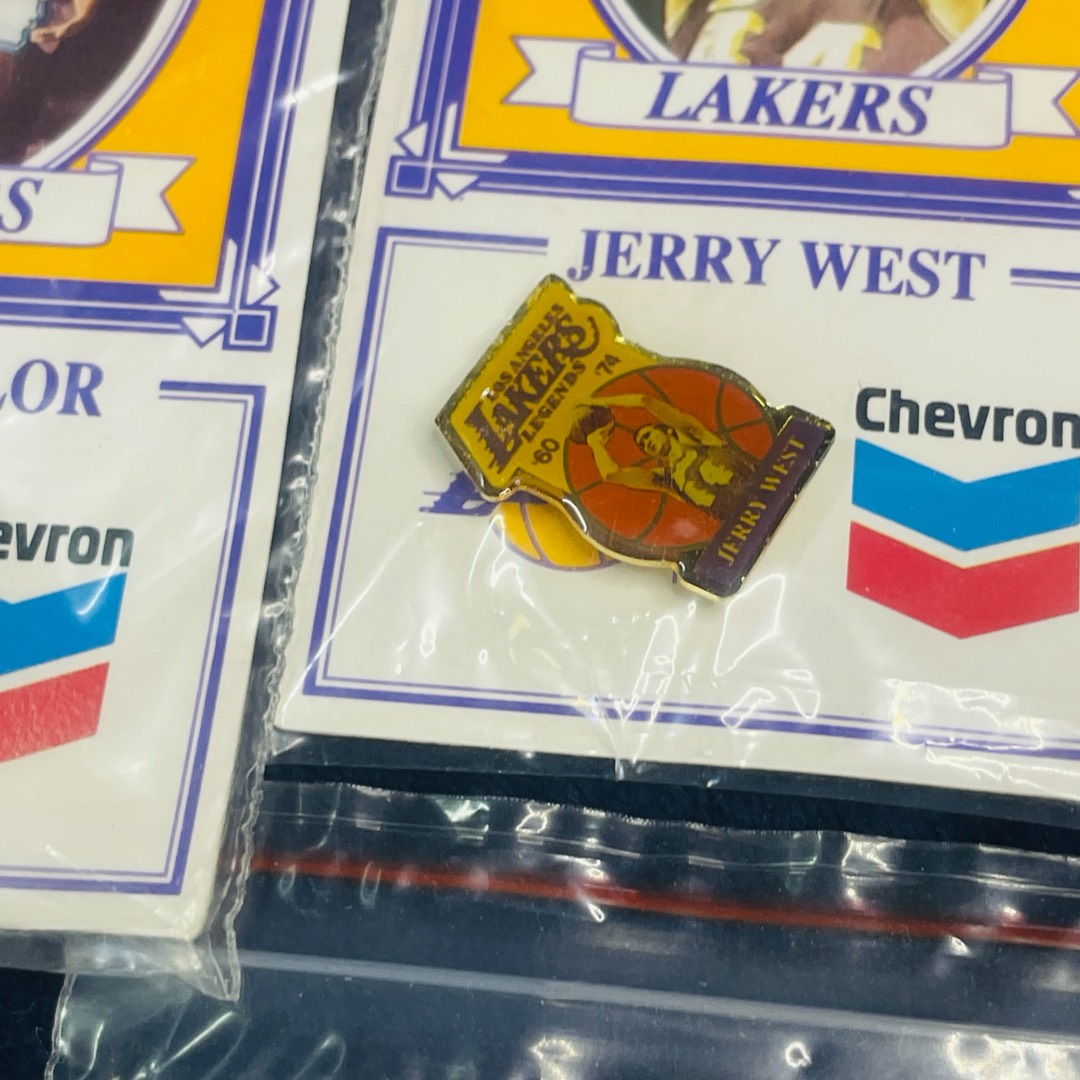 S
LOR
evron
LAKERS
JERRY WEST
LOS ANGELES
LAKERS
LEGENDS
'60 '74
JERRY WEST
Chevron